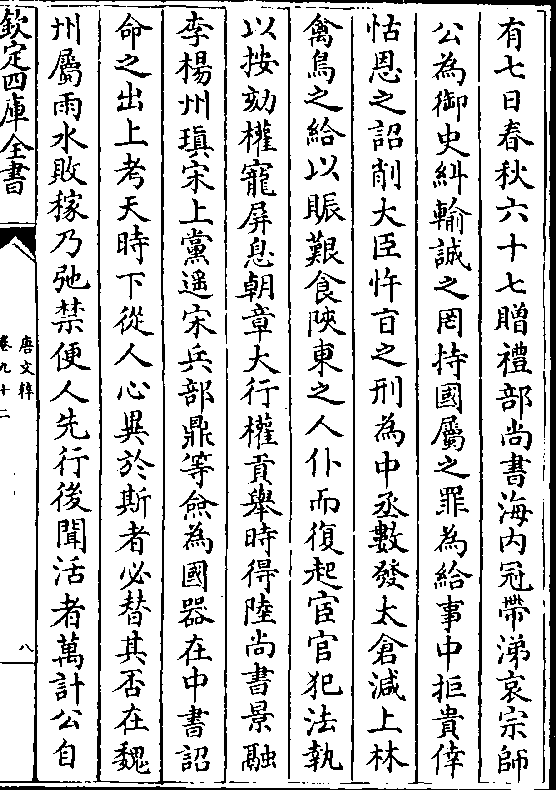 有七日春秋六十七贈禮部尚書海内冠帶涕哀宗師
公為御史糾輸誠之罔持國屬之罪為給事中拒貴倖
怙恩之詔削大臣忤百之刑為中丞數發太倉減上林
禽鳥之給以賑艱食陜東之人仆而復起宦官犯法執
以按劾權寵屏息朝章大行權貢舉時得陸尚書景融
李楊州瑱宋上黨遥宋兵部鼎等僉為國器在中書詔
命之出上考天時下從人心異於斯者必替其否在魏
州屬雨水敗稼乃弛禁便人先行後聞活者萬計公自
欽定四庫全書
唐文粹
卷九十二
八